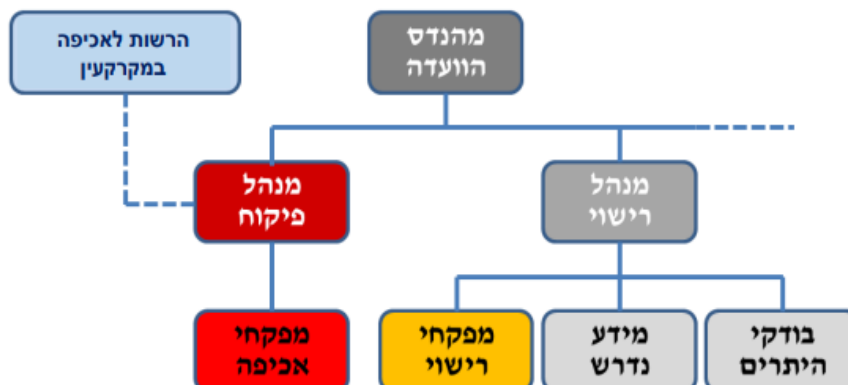 מהנדס
הוועדה
הרשות לאכיפה
במקרקעין
מנהל
רישוי
מנהל
פיקוח
בודקי
היתרים
מידע
נדרש
מפקחי
רישוי
מפקחי
אכיפה